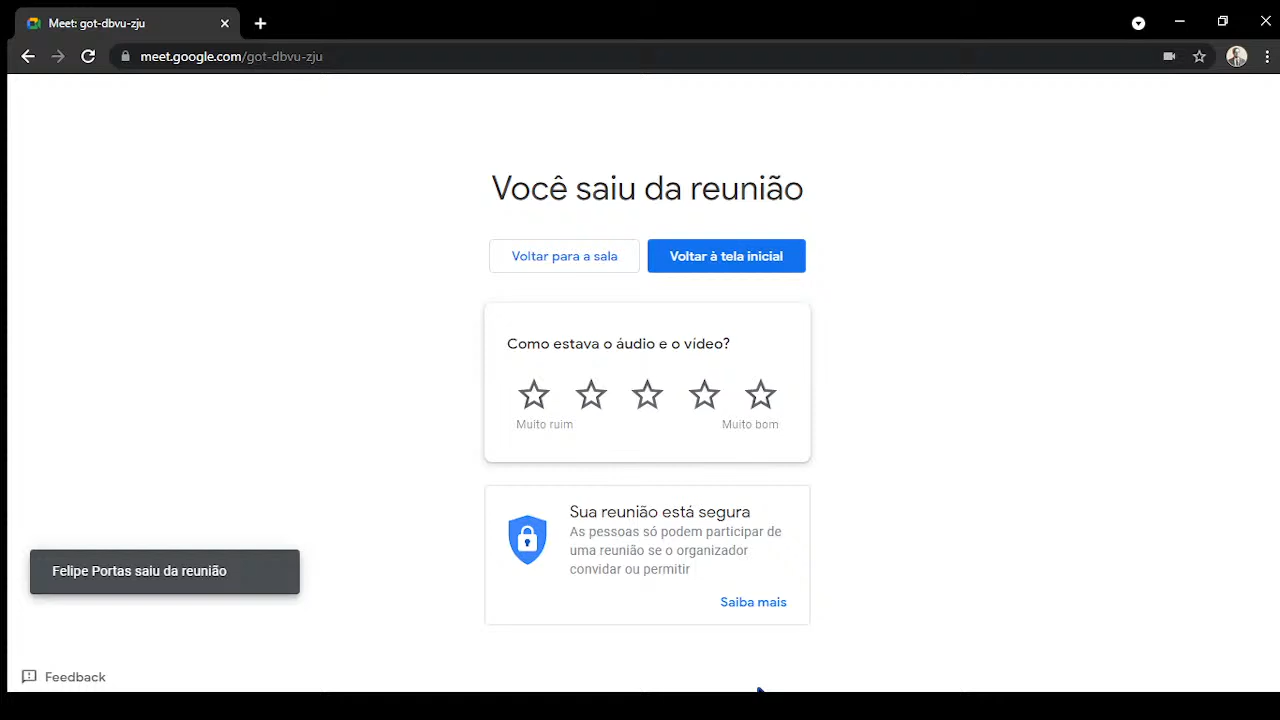 Meet: got-dbvu-zju
meet.google.com/got-dbvu-zju
Você saiu da reunião
Voltar para a sala
Voltar à tela inicial
Como estava o áudio e o vídeo?
Muito ruim
Muito bom
Sua reunião está segura
As pessoas só podem participar de
uma reunião se o organizador
convidar ou permitir
Saiba mais
Felipe Portas saiu da reunião
Feedback